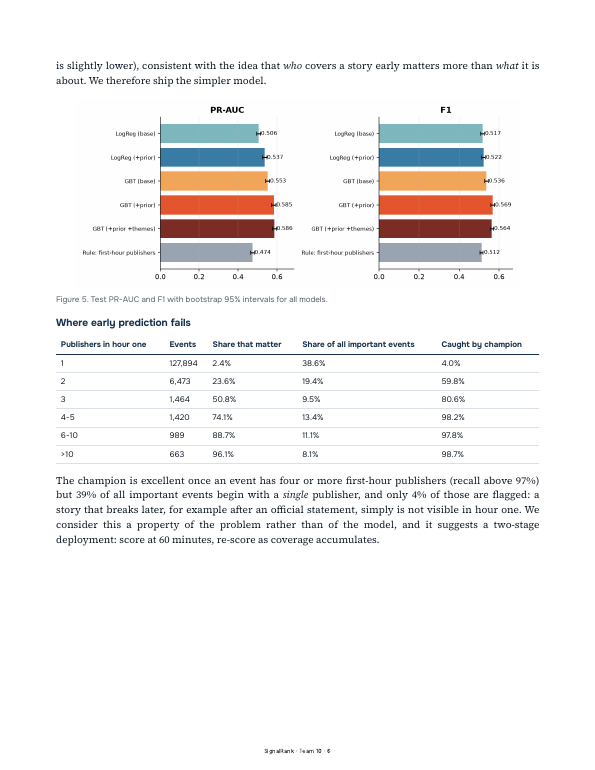 is slightly lower), consistent with the idea that who covers a story early matters more than what it is
about. We therefore ship the simpler model.
PR-AUC
LogReg (base) 0.506
LogReg (+prior) 0.537
GBT (base) 0.553
GBT (+prior) 0.585
GBT (+prior +themes) 0.586
Rule: first-hour publishers 0.474
0.0 0.2 0.4 0.6
F1
LogReg (base) 0.517
LogReg (+prior) 0.522
GBT (base) 0.536
GBT (+prior) 0.569
GBT (+prior +themes) 0.564
Rule: first-hour publishers 0.512
0.0 0.2 0.4 0.6
Figure 5. Test PR-AUC and F1 with bootstrap 95% intervals for all models.
Where early prediction fails
Publishers in hour one Events Share that matter Share of all important events Caught by champion
1 127,894 2.4% 38.6% 4.0%
2 6,473 23.6% 19.4% 59.8%
3 1,464 50.8% 9.5% 80.6%
4–5 1,420 74.1% 13.4% 98.2%
6–10 989 88.7% 11.1% 97.8%
>10 663 96.1% 8.1% 98.7%
The champion is excellent once an event has four or more first-hour publishers (recall above 97%)
but 39% of all important events begin with a single publisher, and only 4% of those are flagged: a
story that breaks later, for example after an official statement, simply is not visible in hour one. We
consider this a property of the problem rather than of the model, and it suggests a two-stage
deployment: score at 60 minutes, re-score as coverage accumulates.
SignalRank · Team 10 · 6